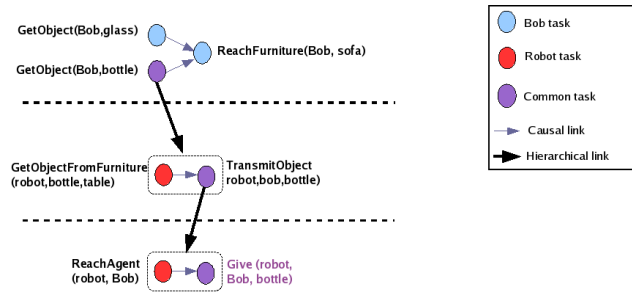 GetObject(Bob,glass)
ReachFurniture(Bob, sofa)
GetObject(Bob,bottle)
GetObjectFromFurniture
(robot,bottle,table)
TransmitObject
robot,bob,bottle)
ReachAgent
(robot, Bob)
Give (robot,
Bob, bottle)
Bob task
Robot task
Common task
Causal link
Hierarchical link